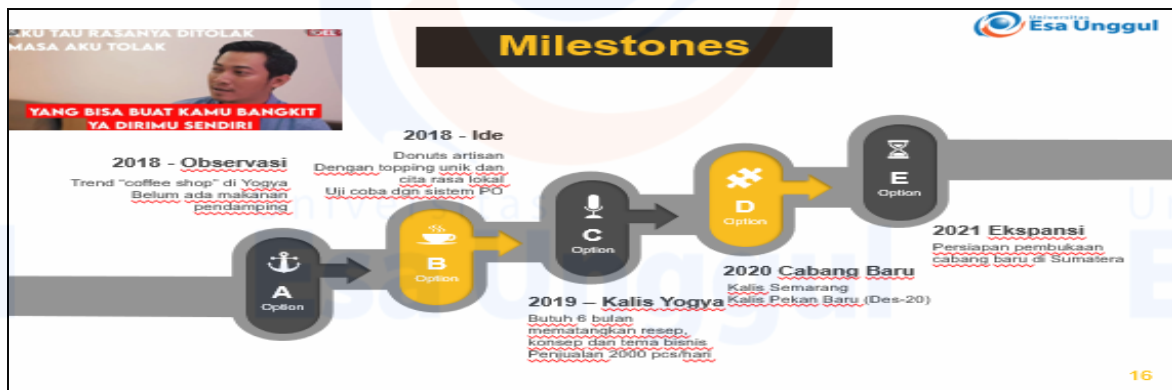 Milestones
Universitas
Esa Unggul
KU TAU RASANYA DITOLAK
MASA AKU TOLAK
YANG BISA BUAT KAMU BANGKIT
YA DIRIMU SENDIRI
2018 - Observasi
Trend "coffee shop" di Yogya
Belum ada makanan
pendamping
2018 - Ide
Donuts artisan
Dengan topping unik dan
cita rasa lokal
Uji coba dgn sistem PO
A
Option
B
Option
C
Option
D
Option
E
Option
2019 – Kalis Yogya
Butuh 6 bulan
mematangkan resep,
konsep dan tema bisnis
Penjualan 2000 pcs/hari
2020 Cabang Baru
Kalis Semarang
Kalis Pekan Baru (Des-20)
2021 Ekspansi
Persiapan pembukaan
cabang baru di Sumatera
Universitas
Esa Unggul
16